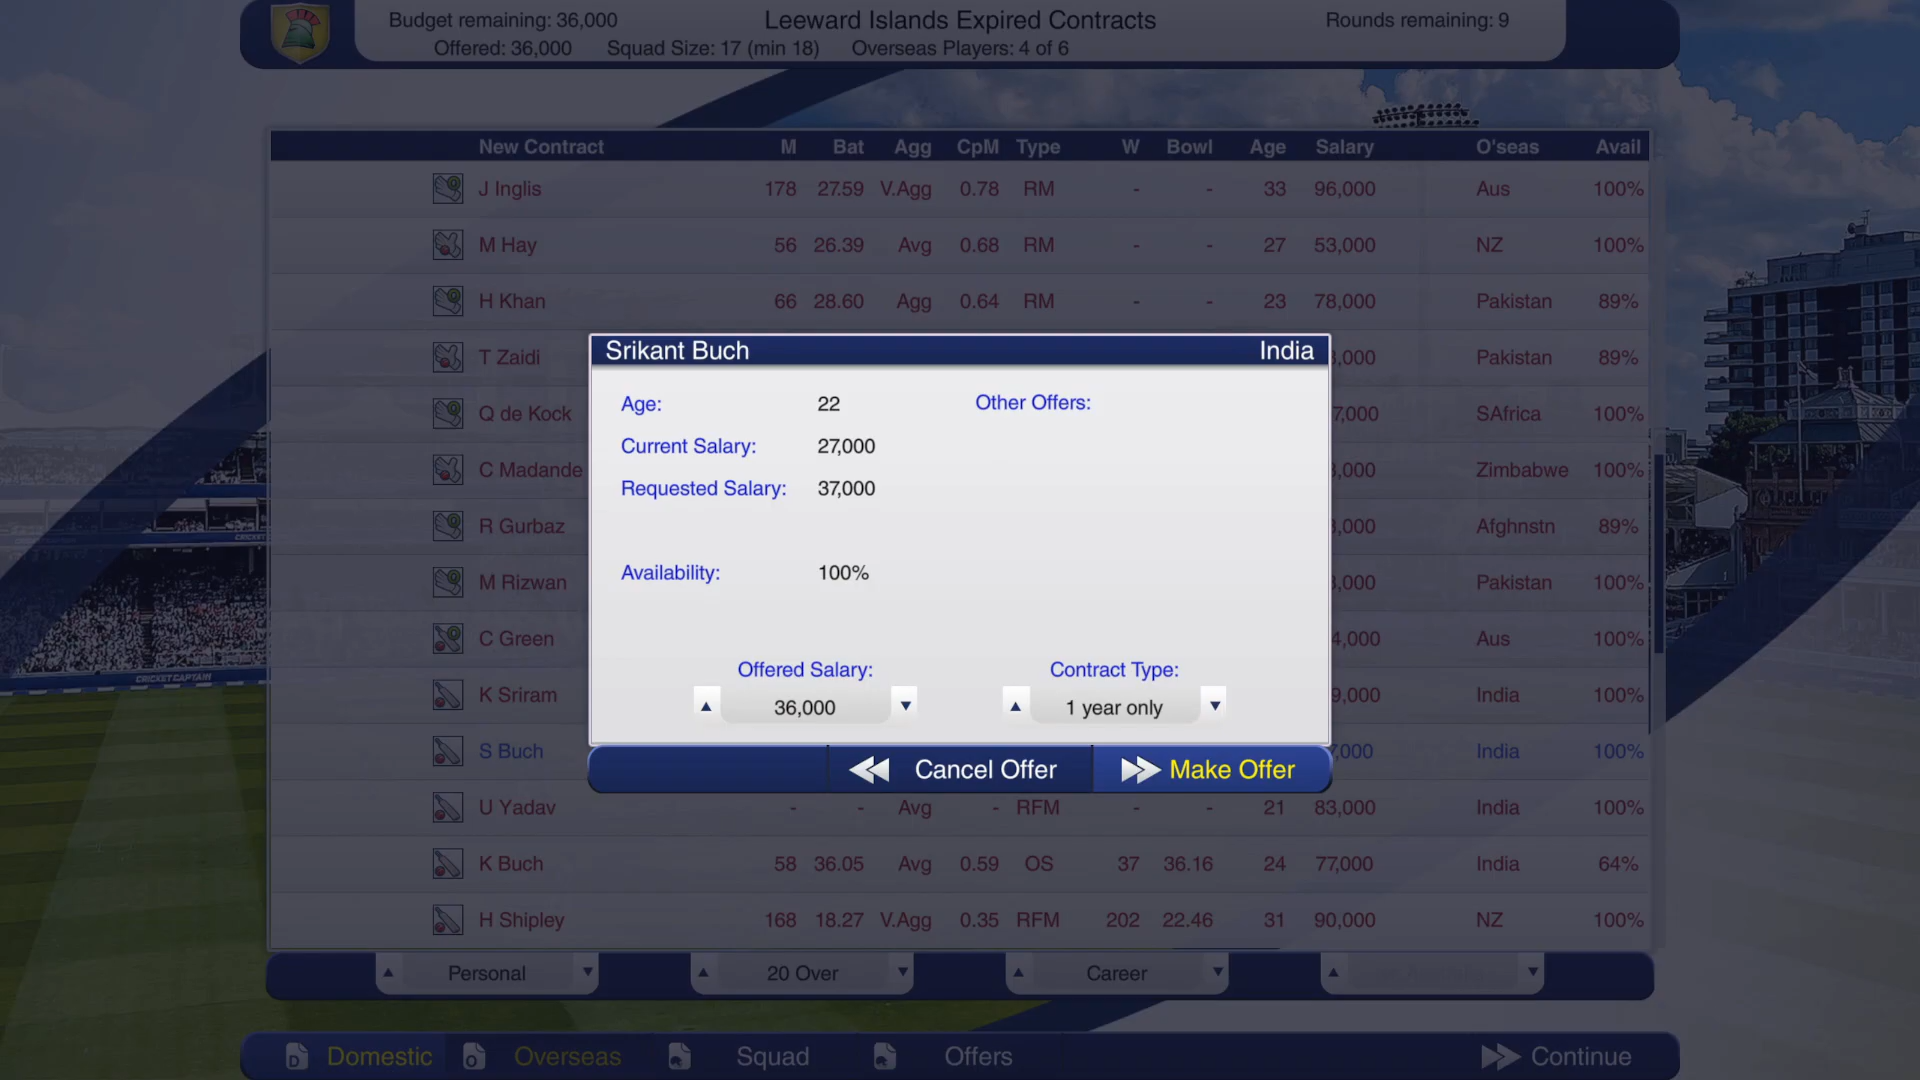 Budget remaining: 36,000
Leeward Islands Expired Contracts
Rounds remaining: 9
Offered: 36,000 Squad Size: 17 (min 18) Overseas Players: 4 of 6
New Contract M Bat Agg CpM Type W Bowl Age Salary O'seas Avail
J Inglis 178 27.59 V.Agg 0.78 RM - - 33 96,000 Aus 100%
M Hay 56 26.39 Avg 0.68 RM - - 27 53,000 NZ 100%
H Khan 66 28.60 Agg 0.64 RM - - 23 78,000 Pakistan 89%
T Zaidi Pakistan 89%
Q de Kock SAfrica 100%
C Madande Zimbabwe 100%
R Gurbaz Afghnstn 89%
M Rizwan Pakistan 100%
C Green Aus 100%
K Sriram India 100%
S Buch India 100%
U Yadav - - Avg - RFM - - 21 83,000 India 100%
K Buch 58 36.05 Avg 0.59 OS 37 36.16 24 77,000 India 64%
H Shipley 168 18.27 V.Agg 0.35 RFM 202 22.46 31 90,000 NZ 100%
Srikant Buch India
Age: 22 Other Offers:
Current Salary: 27,000
Requested Salary: 37,000
Availability: 100%
Offered Salary: Contract Type:
36,000 1 year only
Cancel Offer Make Offer
Personal 20 Over Career
D Domestic O Overseas Squad Offers Continue
CRICKET CAPTAIN